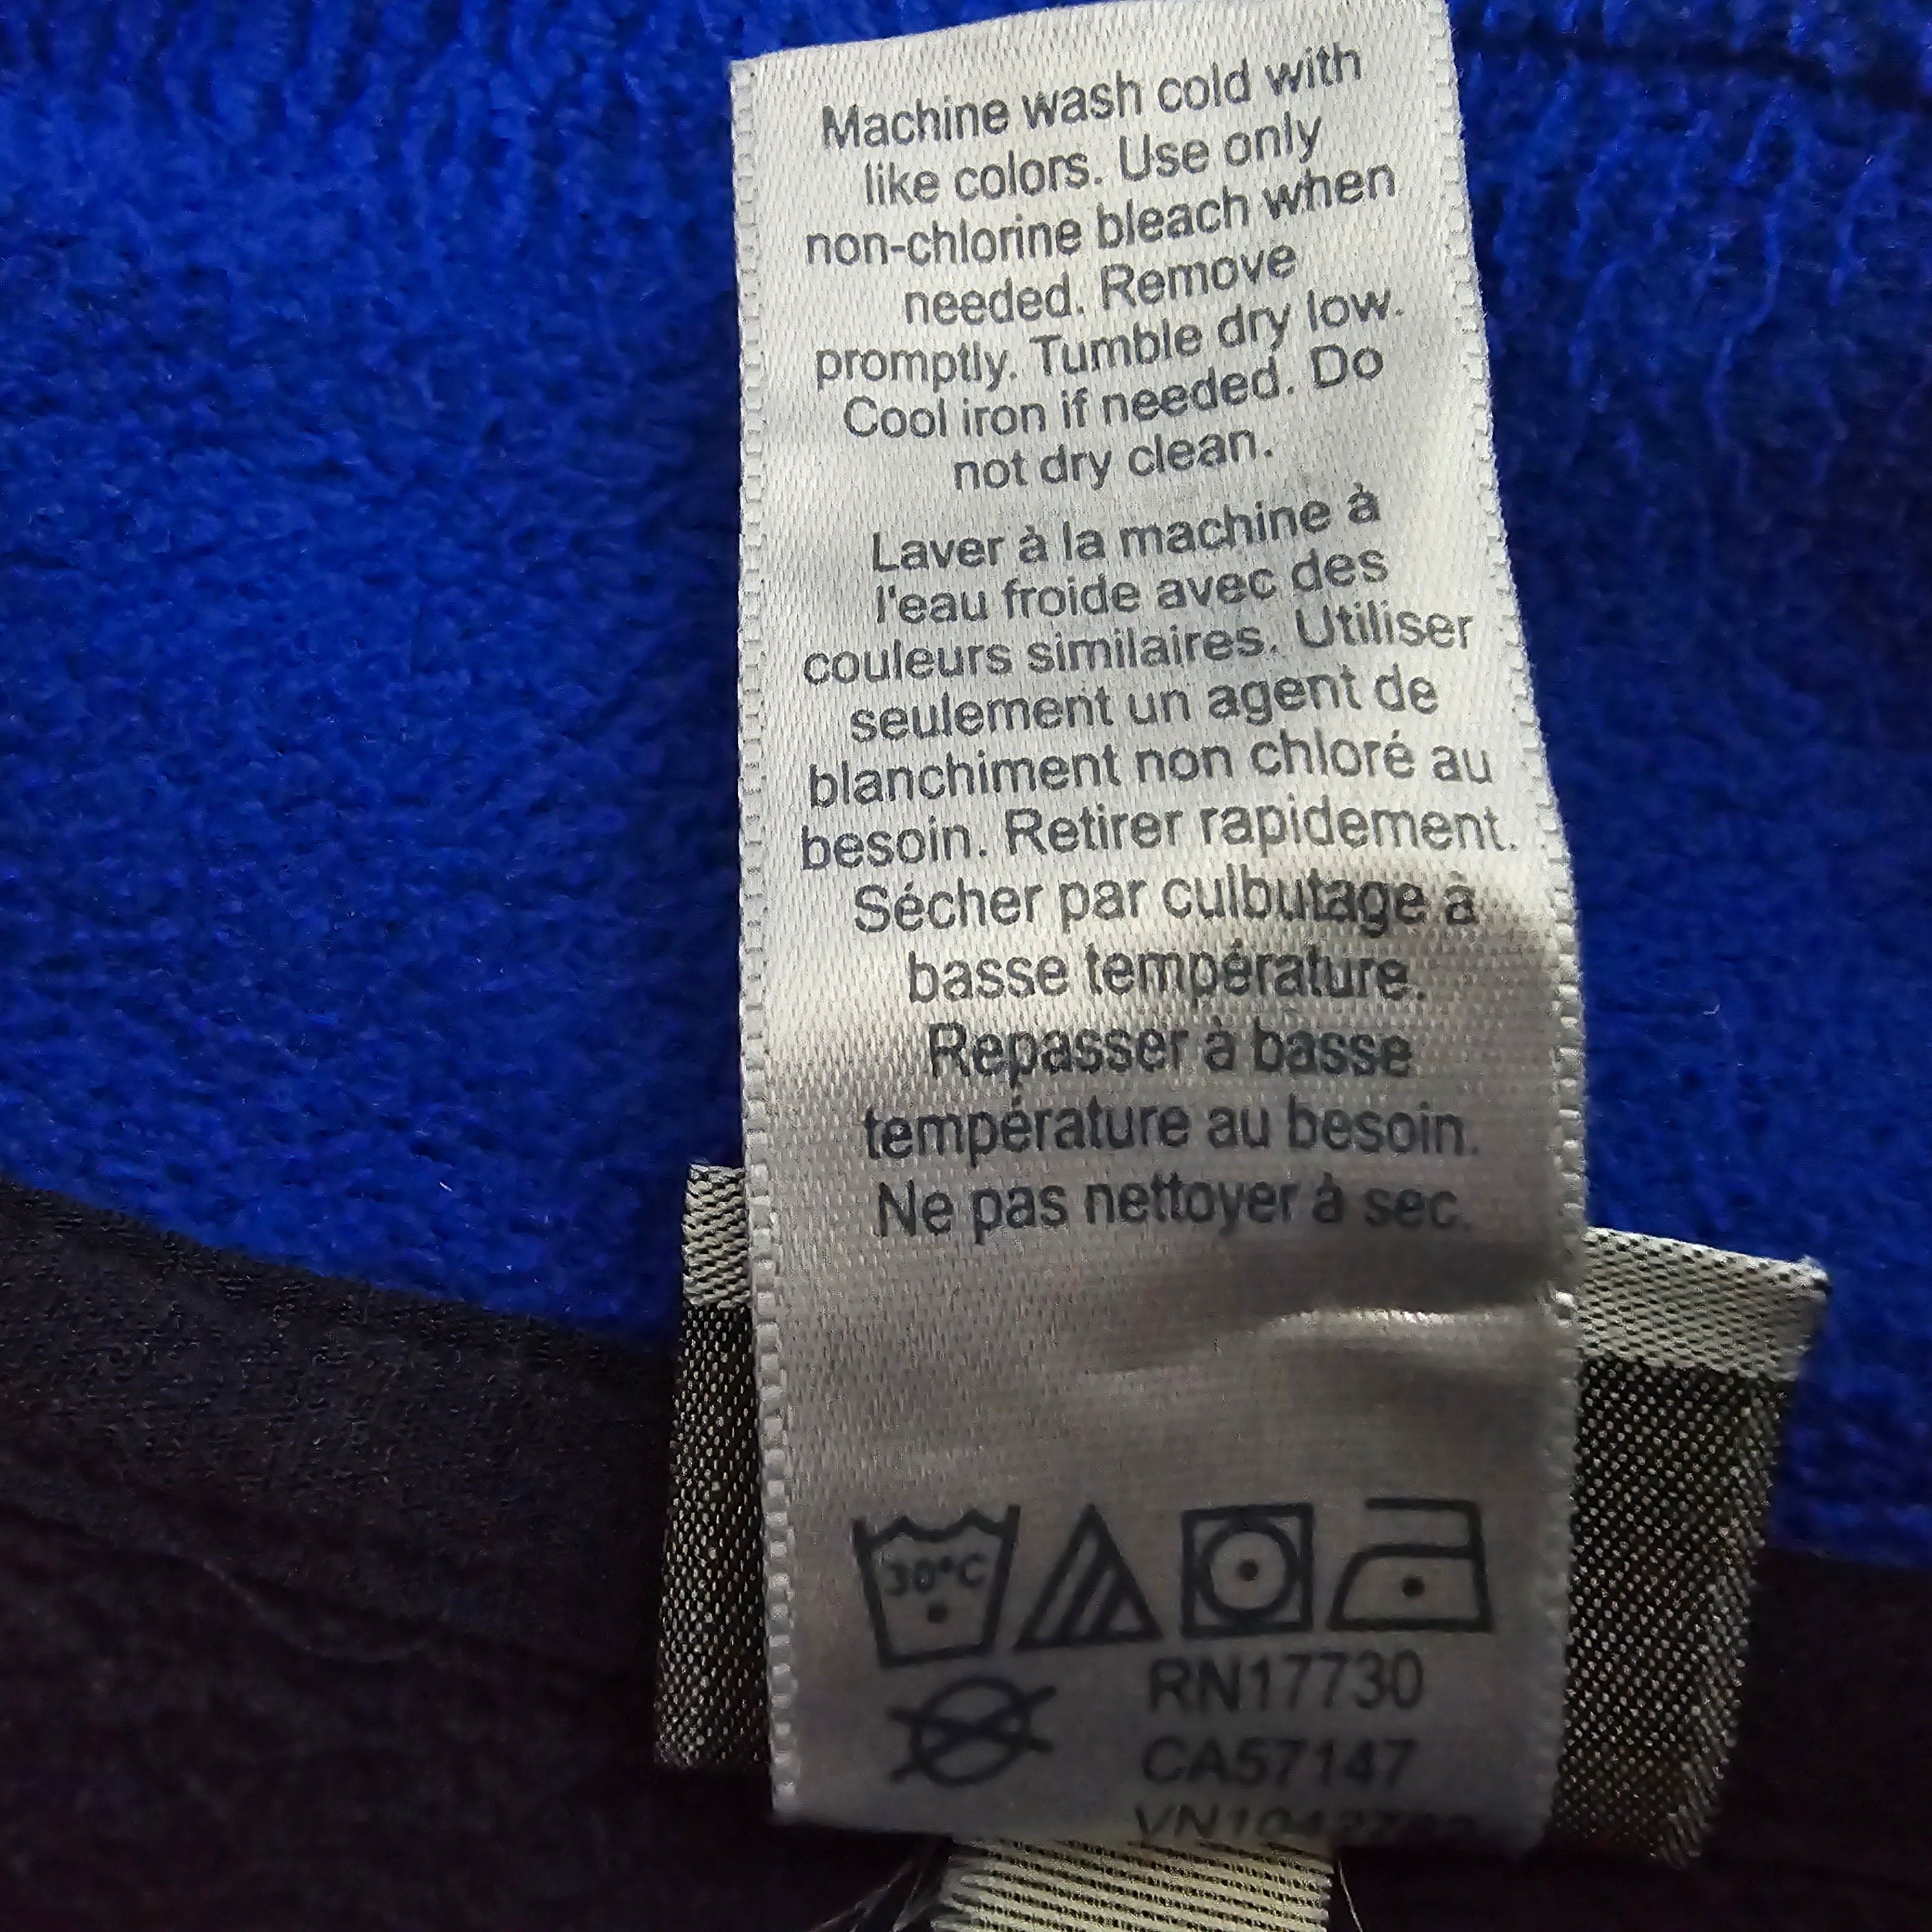 Machine wash cold with
like colors. Use only
non-chlorine bleach when
needed. Remove
promptly. Tumble dry low.
Cool iron if needed. Do
not dry clean.
Laver à la machine à
l'eau froide avec des
couleurs similaires. Utiliser
seulement un agent de
blanchiment non chloré au
besoin. Retirer rapidement.
Sécher par culbutage à
basse température.
Repasser à basse
température au besoin.
Ne pas nettoyer à sec.
30°C
RN17730
CA57147